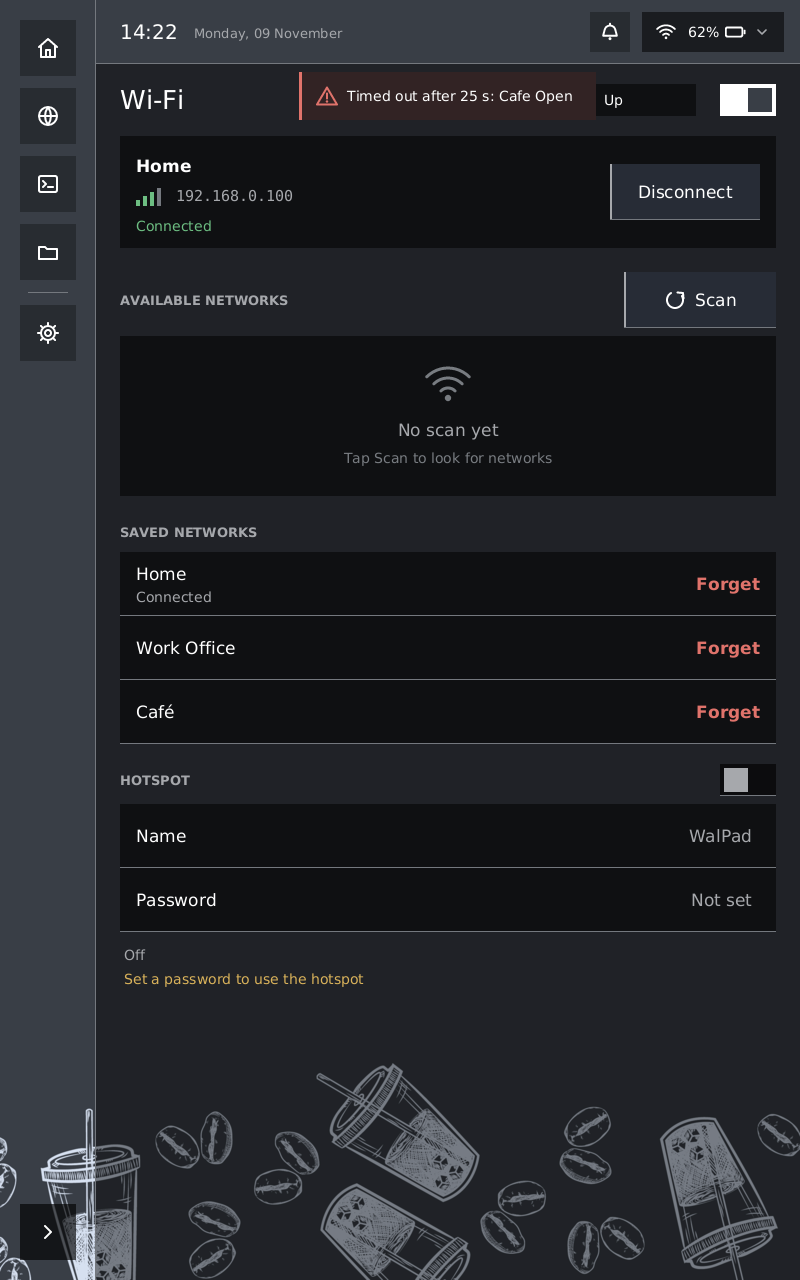 14:22 Monday, 09 November
62%
Wi-Fi
Timed out after 25 s: Cafe Open
Up
Home
192.168.0.100
Connected
Disconnect
AVAILABLE NETWORKS
Scan
No scan yet
Tap Scan to look for networks
SAVED NETWORKS
Home
Connected
Forget
Work Office
Forget
Café
Forget
HOTSPOT
Name
WalPad
Password
Not set
Off
Set a password to use the hotspot